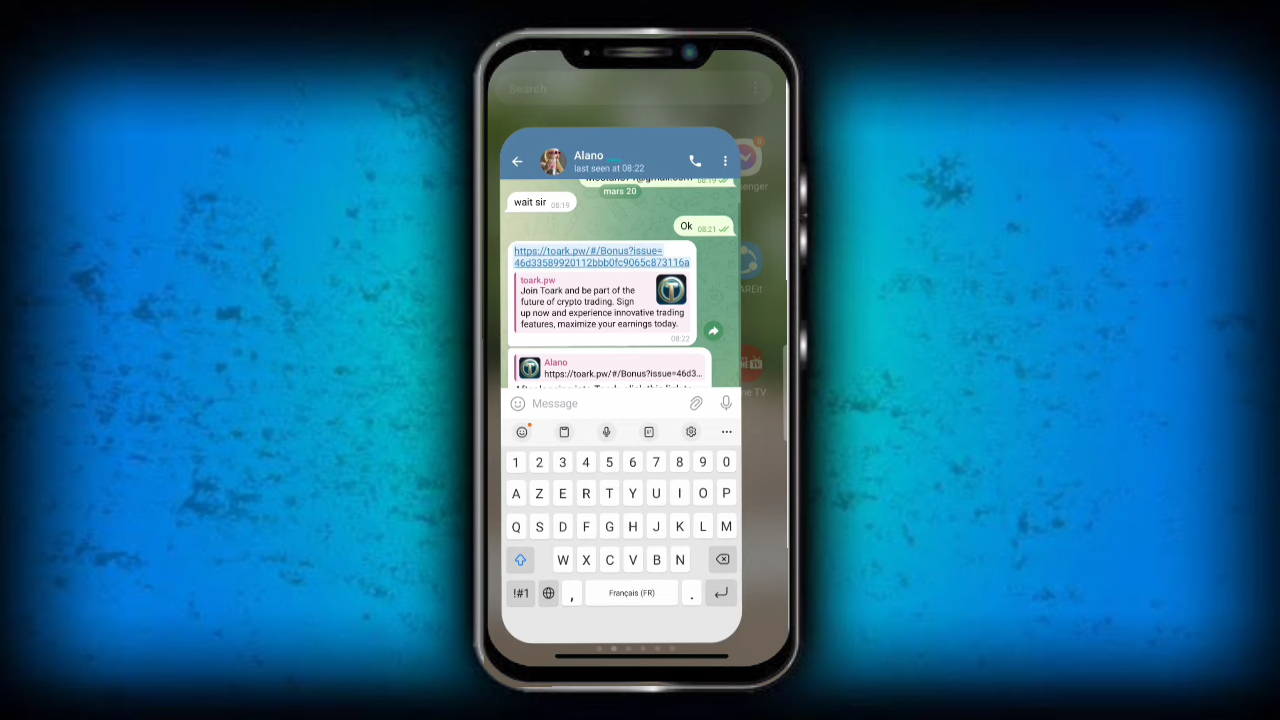 Search
Alano
last seen at 08:22
08:19
mars 20
wait sir 08:19
Ok 08:21
https://toark.pw/#/Bonus?issue=
46d33589920112bbb0fc9065c873116a
toark.pw
Join Toark and be part of the
future of crypto trading. Sign
up now and experience innovative trading
features, maximize your earnings today.
08:22
Alano
https://toark.pw/#/Bonus?issue=46d3...
Message
1 2 3 4 5 6 7 8 9 0
A Z E R T Y U I O P
Q S D F G H J K L M
W X C V B N
!#1 , Français (FR) .